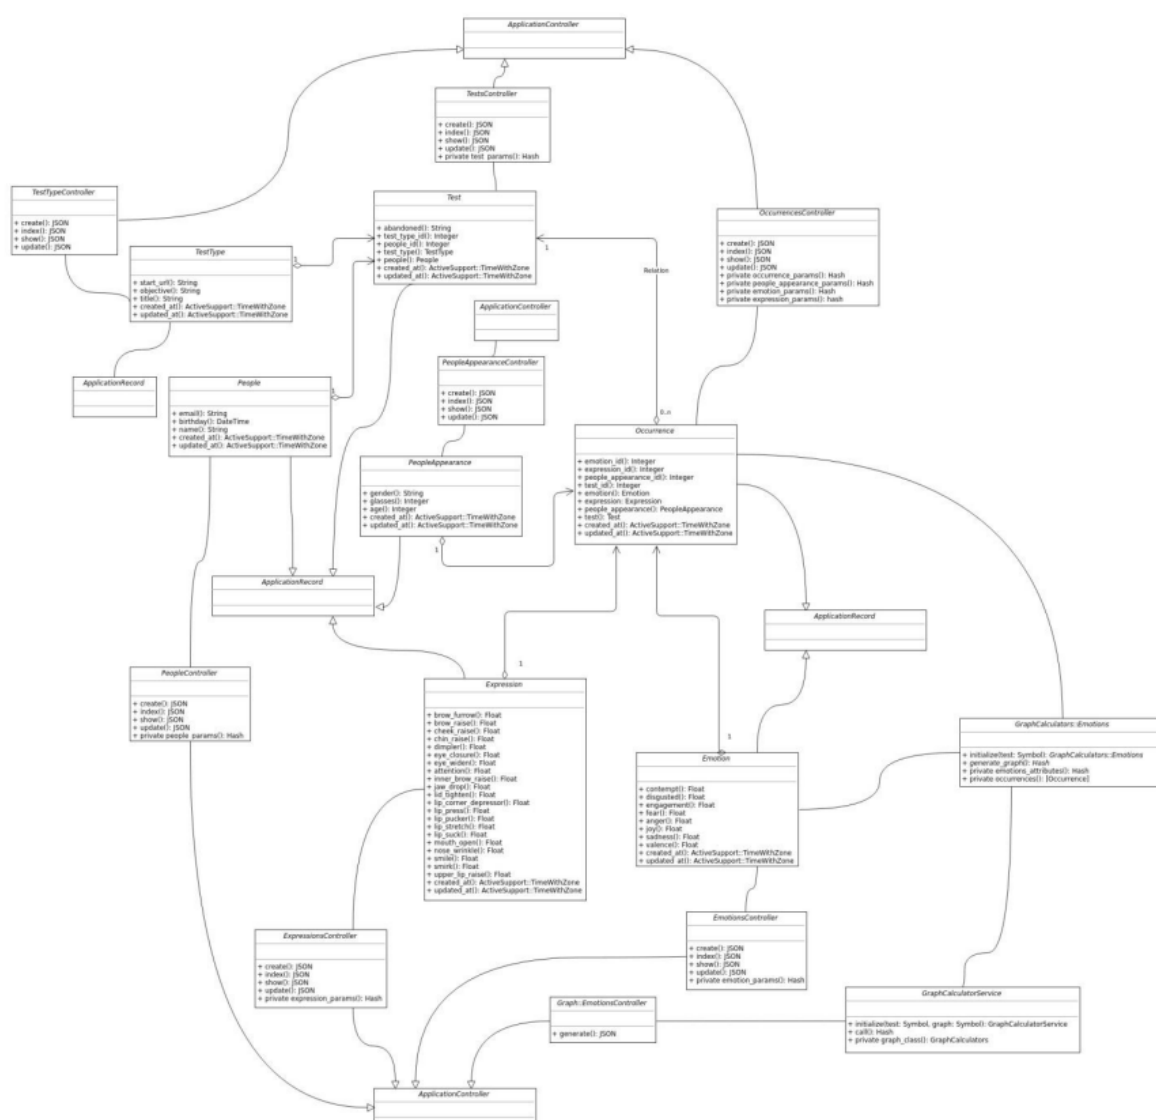 ApplicationController
TestsController
+ create(): JSON
+ index(): JSON
+ show(): JSON
+ update(): JSON
+ private test_params(): Hash
TestTypeController
+ create(): JSON
+ index(): JSON
+ show(): JSON
+ update(): JSON
Test
+ abandoned(): String
+ test_type_id(): Integer
+ people_id(): Integer
+ test_type(): TestType
+ people(): People
+ created_at(): ActiveSupport::TimeWithZone
+ updated_at(): ActiveSupport::TimeWithZone
OccurrencesController
+ create(): JSON
+ index(): JSON
+ show(): JSON
+ update(): JSON
+ private occurrence_params(): Hash
+ private people_appearance_params(): Hash
+ private emotion_params(): Hash
+ private expression_params(): hash
1
Relation
TestType
+ start_url(): String
+ objective(): String
+ title(): String
+ created_at(): ActiveSupport::TimeWithZone
+ updated_at(): ActiveSupport::TimeWithZone
1
ApplicationController
PeopleAppearanceController
+ create(): JSON
+ index(): JSON
+ show(): JSON
+ update(): JSON
ApplicationRecord
People
+ email(): String
+ birthday(): DateTime
+ name(): String
+ created_at(): ActiveSupport::TimeWithZone
+ updated_at(): ActiveSupport::TimeWithZone
1
0..n
Occurrence
+ emotion_id(): Integer
+ expression_id(): Integer
+ people_appearance_id(): Integer
+ test_id(): Integer
+ emotion(): Emotion
+ expression: Expression
+ people_appearance(): PeopleAppearance
+ test(): Test
+ created_at(): ActiveSupport::TimeWithZone
+ updated_at(): ActiveSupport::TimeWithZone
PeopleAppearance
+ gender(): String
+ glasses(): Integer
+ age(): Integer
+ created_at(): ActiveSupport::TimeWithZone
+ updated_at(): ActiveSupport::TimeWithZone
1
ApplicationRecord
ApplicationRecord
PeopleController
+ create(): JSON
+ index(): JSON
+ show(): JSON
+ update(): JSON
+ private people_params(): Hash
1
Expression
+ brow_furrow(): Float
+ brow_raise(): Float
+ cheek_raise(): Float
+ chin_raise(): Float
+ dimpler(): Float
+ eye_closure(): Float
+ eye_widen(): Float
+ attention(): Float
+ inner_brow_raise(): Float
+ jaw_drop(): Float
+ lid_tighten(): Float
+ lip_corner_depressor(): Float
+ lip_press(): Float
+ lip_pucker(): Float
+ lip_stretch(): Float
+ lip_suck(): Float
+ mouth_open(): Float
+ nose_wrinkle(): Float
+ smile(): Float
+ smirk(): Float
+ upper_lip_raise(): Float
+ created_at(): ActiveSupport::TimeWithZone
+ updated_at(): ActiveSupport::TimeWithZone
1
Emotion
+ contempt(): Float
+ disgusted(): Float
+ engagement(): Float
+ fear(): Float
+ anger(): Float
+ joy(): Float
+ sadness(): Float
+ valence(): Float
+ created_at(): ActiveSupport::TimeWithZone
+ updated_at(): ActiveSupport::TimeWithZone
GraphCalculators::Emotions
+ initialize(test: Symbol): GraphCalculators::Emotions
+ generate_graph(): Hash
+ private emotions_attributes(): Hash
+ private occurrences(): [Occurrence]
ExpressionsController
+ create(): JSON
+ index(): JSON
+ show(): JSON
+ update(): JSON
+ private expression_params(): Hash
EmotionsController
+ create(): JSON
+ index(): JSON
+ show(): JSON
+ update(): JSON
+ private emotion_params(): Hash
Graph::EmotionsController
+ generate(): JSON
GraphCalculatorService
+ initialize(test: Symbol, graph: Symbol): GraphCalculatorService
+ call(): Hash
+ private graph_class(): GraphCalculators
ApplicationController